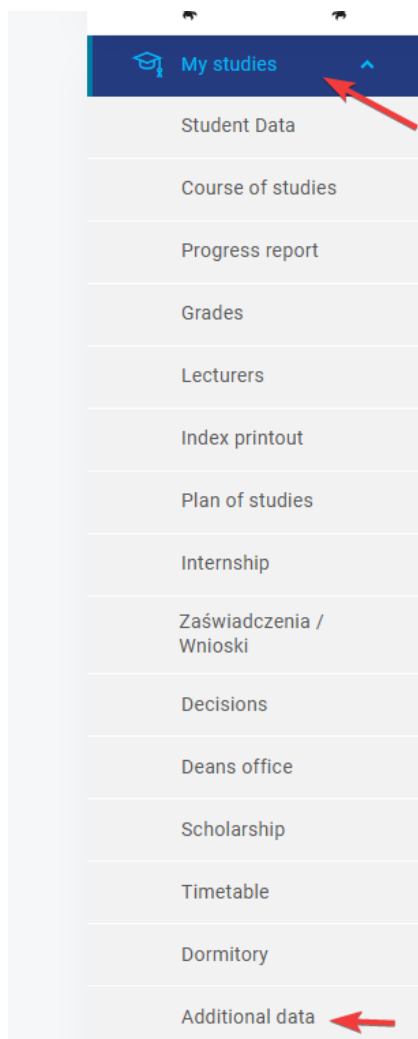 My studies
Student Data
Course of studies
Progress report
Grades
Lecturers
Index printout
Plan of studies
Internship
Zaświadczenia /
Wnioski
Decisions
Deans office
Scholarship
Timetable
Dormitory
Additional data